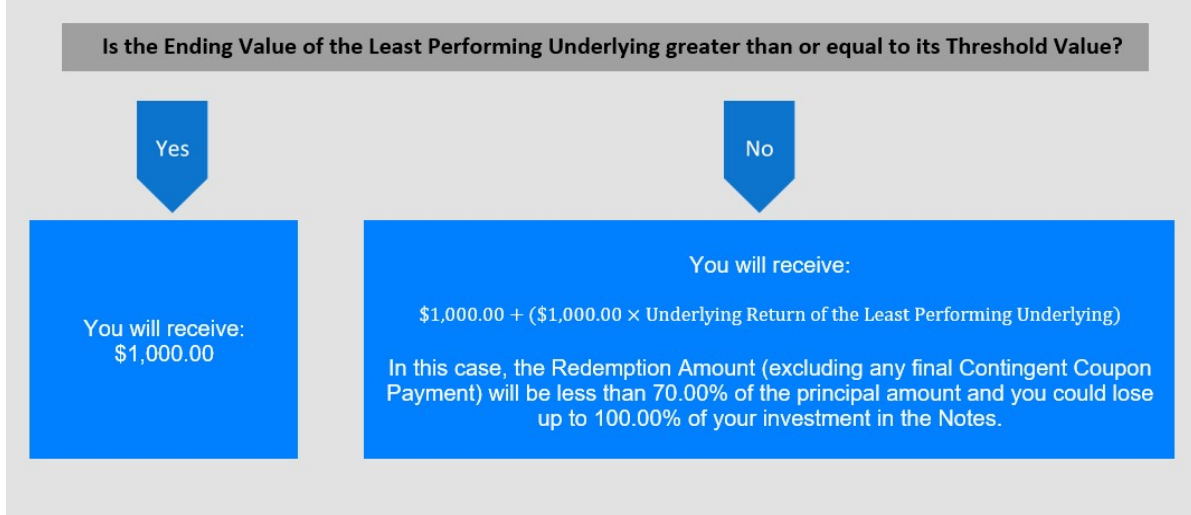 Is the Ending Value of the Least Performing Underlying greater than or equal to its Threshold Value?
Yes
No
You will receive:
$1,000.00
You will receive:
$1,000.00 + ($1,000.00 × Underlying Return of the Least Performing Underlying)
In this case, the Redemption Amount (excluding any final Contingent Coupon
Payment) will be less than 70.00% of the principal amount and you could lose
up to 100.00% of your investment in the Notes.